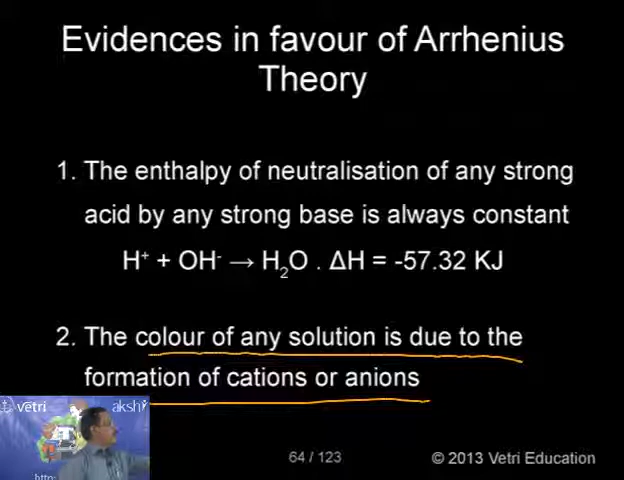 Evidences in favour of Arrhenius
Theory
1. The enthalpy of neutralisation of any strong
acid by any strong base is always constant
H⁺ + OH⁻ → H₂O . ΔH = -57.32 KJ
2. The colour of any solution is due to the
formation of cations or anions
vetri akshi
http:
64 / 123 © 2013 Vetri Education